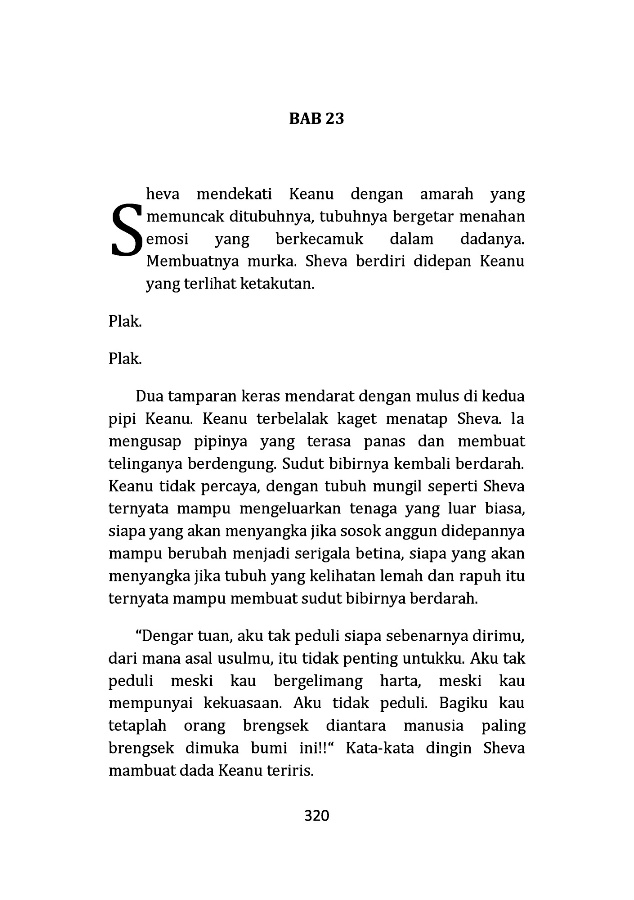 BAB 23
Sheva mendekati Keanu dengan amarah yang
memuncak ditubuhnya, tubuhnya bergetar menahan
emosi yang berkecamuk dalam dadanya.
Membuatnya murka. Sheva berdiri didepan Keanu
yang terlihat ketakutan.
Plak.
Plak.
Dua tamparan keras mendarat dengan mulus di kedua
pipi Keanu. Keanu terbelalak kaget menatap Sheva. Ia
mengusap pipinya yang terasa panas dan membuat
telinganya berdengung. Sudut bibirnya kembali berdarah.
Keanu tidak percaya, dengan tubuh mungil seperti Sheva
ternyata mampu mengeluarkan tenaga yang luar biasa,
siapa yang akan menyangka jika sosok anggun didepannya
mampu berubah menjadi serigala betina, siapa yang akan
menyangka jika tubuh yang kelihatan lemah dan rapuh itu
ternyata mampu membuat sudut bibirnya berdarah.
“Dengar tuan, aku tak peduli siapa sebenarnya dirimu,
dari mana asal usulmu, itu tidak penting untukku. Aku tak
peduli meski kau bergelimang harta, meski kau
mempunyai kekuasaan. Aku tidak peduli. Bagiku kau
tetaplah orang brengsek diantara manusia paling
brengsek dimuka bumi ini!!“ Kata-kata dingin Sheva
mambuat dada Keanu teriris.
320